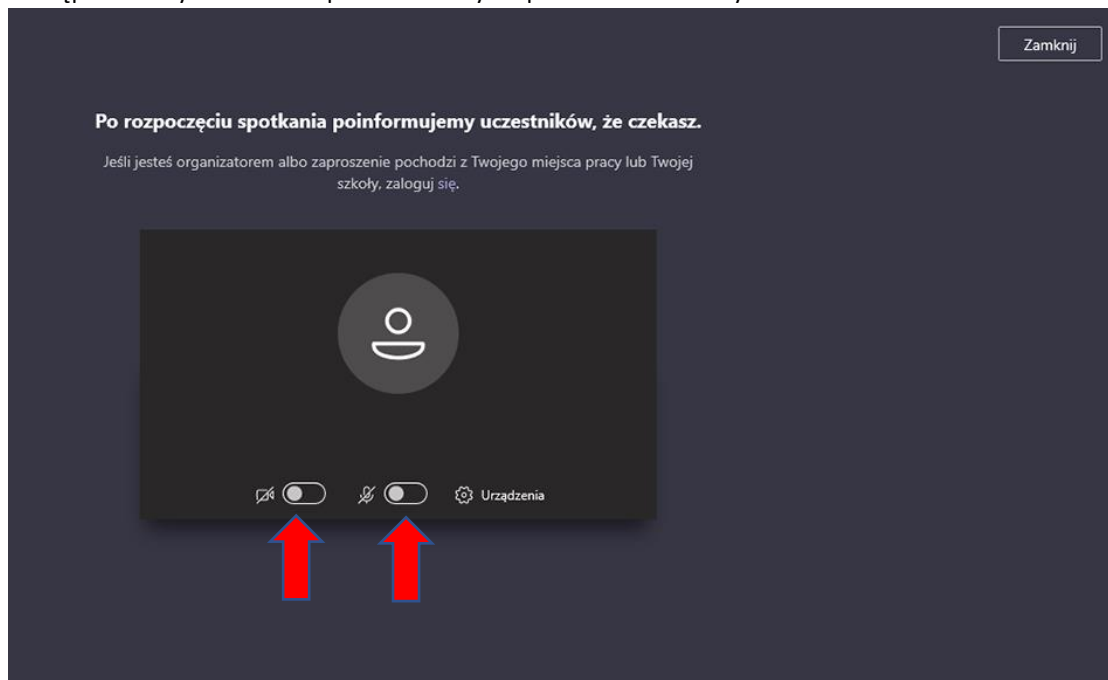 Zamknij
Po rozpoczęciu spotkania poinformujemy uczestników, że czekasz.
Jeśli jesteś organizatorem albo zaproszenie pochodzi z Twojego miejsca pracy lub Twojej
szkoły, zaloguj się.
Urządzenia